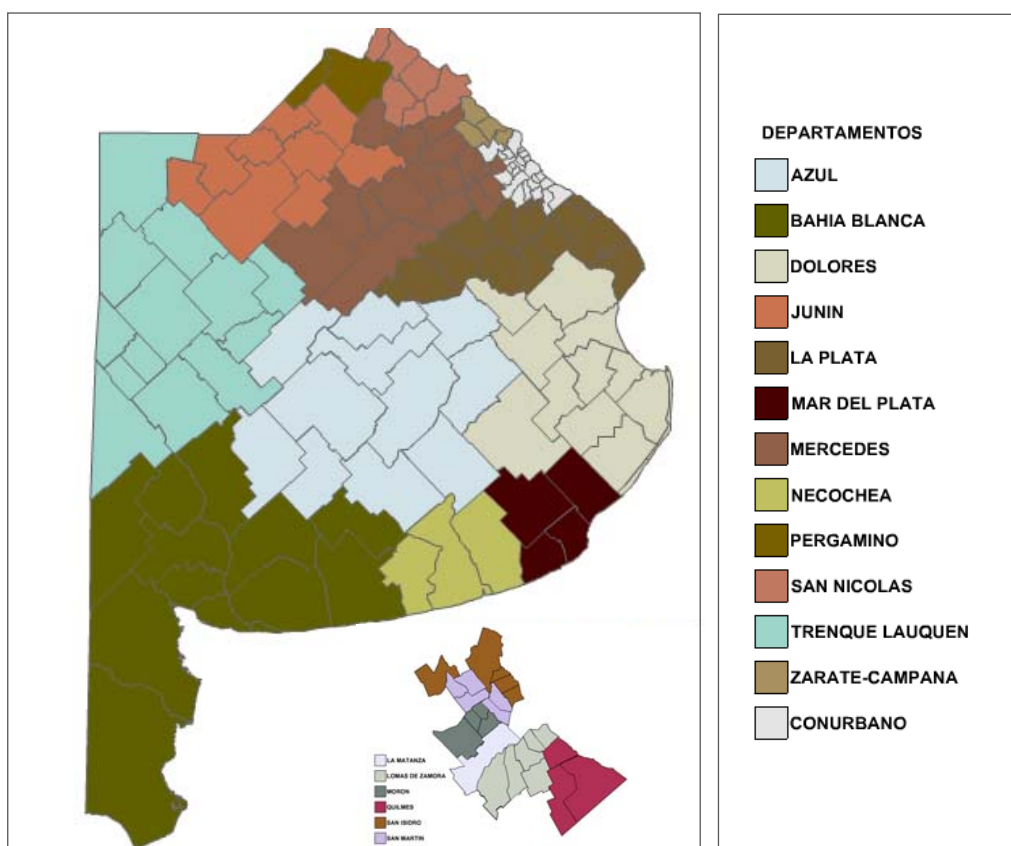 DEPARTAMENTOS
AZUL
BAHIA BLANCA
DOLORES
JUNIN
LA PLATA
MAR DEL PLATA
MERCEDES
NECOCHEA
PERGAMINO
SAN NICOLAS
TRENQUE LAUQUEN
ZARATE-CAMPANA
CONURBANO
LA MATANZA
LOMAS DE ZAMORA
MORON
QUILMES
SAN ISIDRO
SAN MARTIN